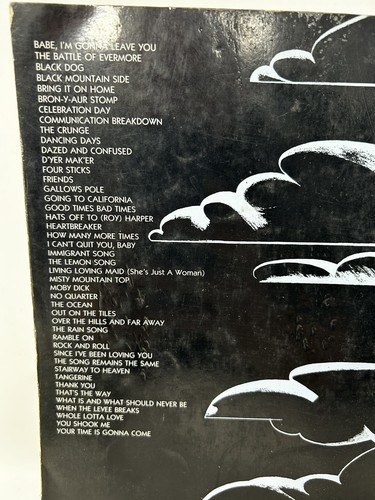 BABE, I'M GONNA LEAVE YOU
THE BATTLE OF EVERMORE
BLACK DOG
BLACK MOUNTAIN SIDE
BRING IT ON HOME
BRON-Y-AUR STOMP
CELEBRATION DAY
COMMUNICATION BREAKDOWN
THE CRUNGE
DANCING DAYS
DAZED AND CONFUSED
D'YER MAK'ER
FOUR STICKS
FRIENDS
GALLOWS POLE
GOING TO CALIFORNIA
GOOD TIMES BAD TIMES
HATS OFF TO (ROY) HARPER
HEARTBREAKER
HOW MANY MORE TIMES
I CAN'T QUIT YOU, BABY
IMMIGRANT SONG
THE LEMON SONG
LIVING LOVING MAID (She's Just A Woman)
MISTY MOUNTAIN TOP
MOBY DICK
NO QUARTER
THE OCEAN
OUT ON THE TILES
OVER THE HILLS AND FAR AWAY
THE RAIN SONG
RAMBLE ON
ROCK AND ROLL
SINCE I'VE BEEN LOVING YOU
THE SONG REMAINS THE SAME
STAIRWAY TO HEAVEN
TANGERINE
THANK YOU
THAT'S THE WAY
WHAT IS AND WHAT SHOULD NEVER BE
WHEN THE LEVEE BREAKS
WHOLE LOTTA LOVE
YOU SHOOK ME
YOUR TIME IS GONNA COME